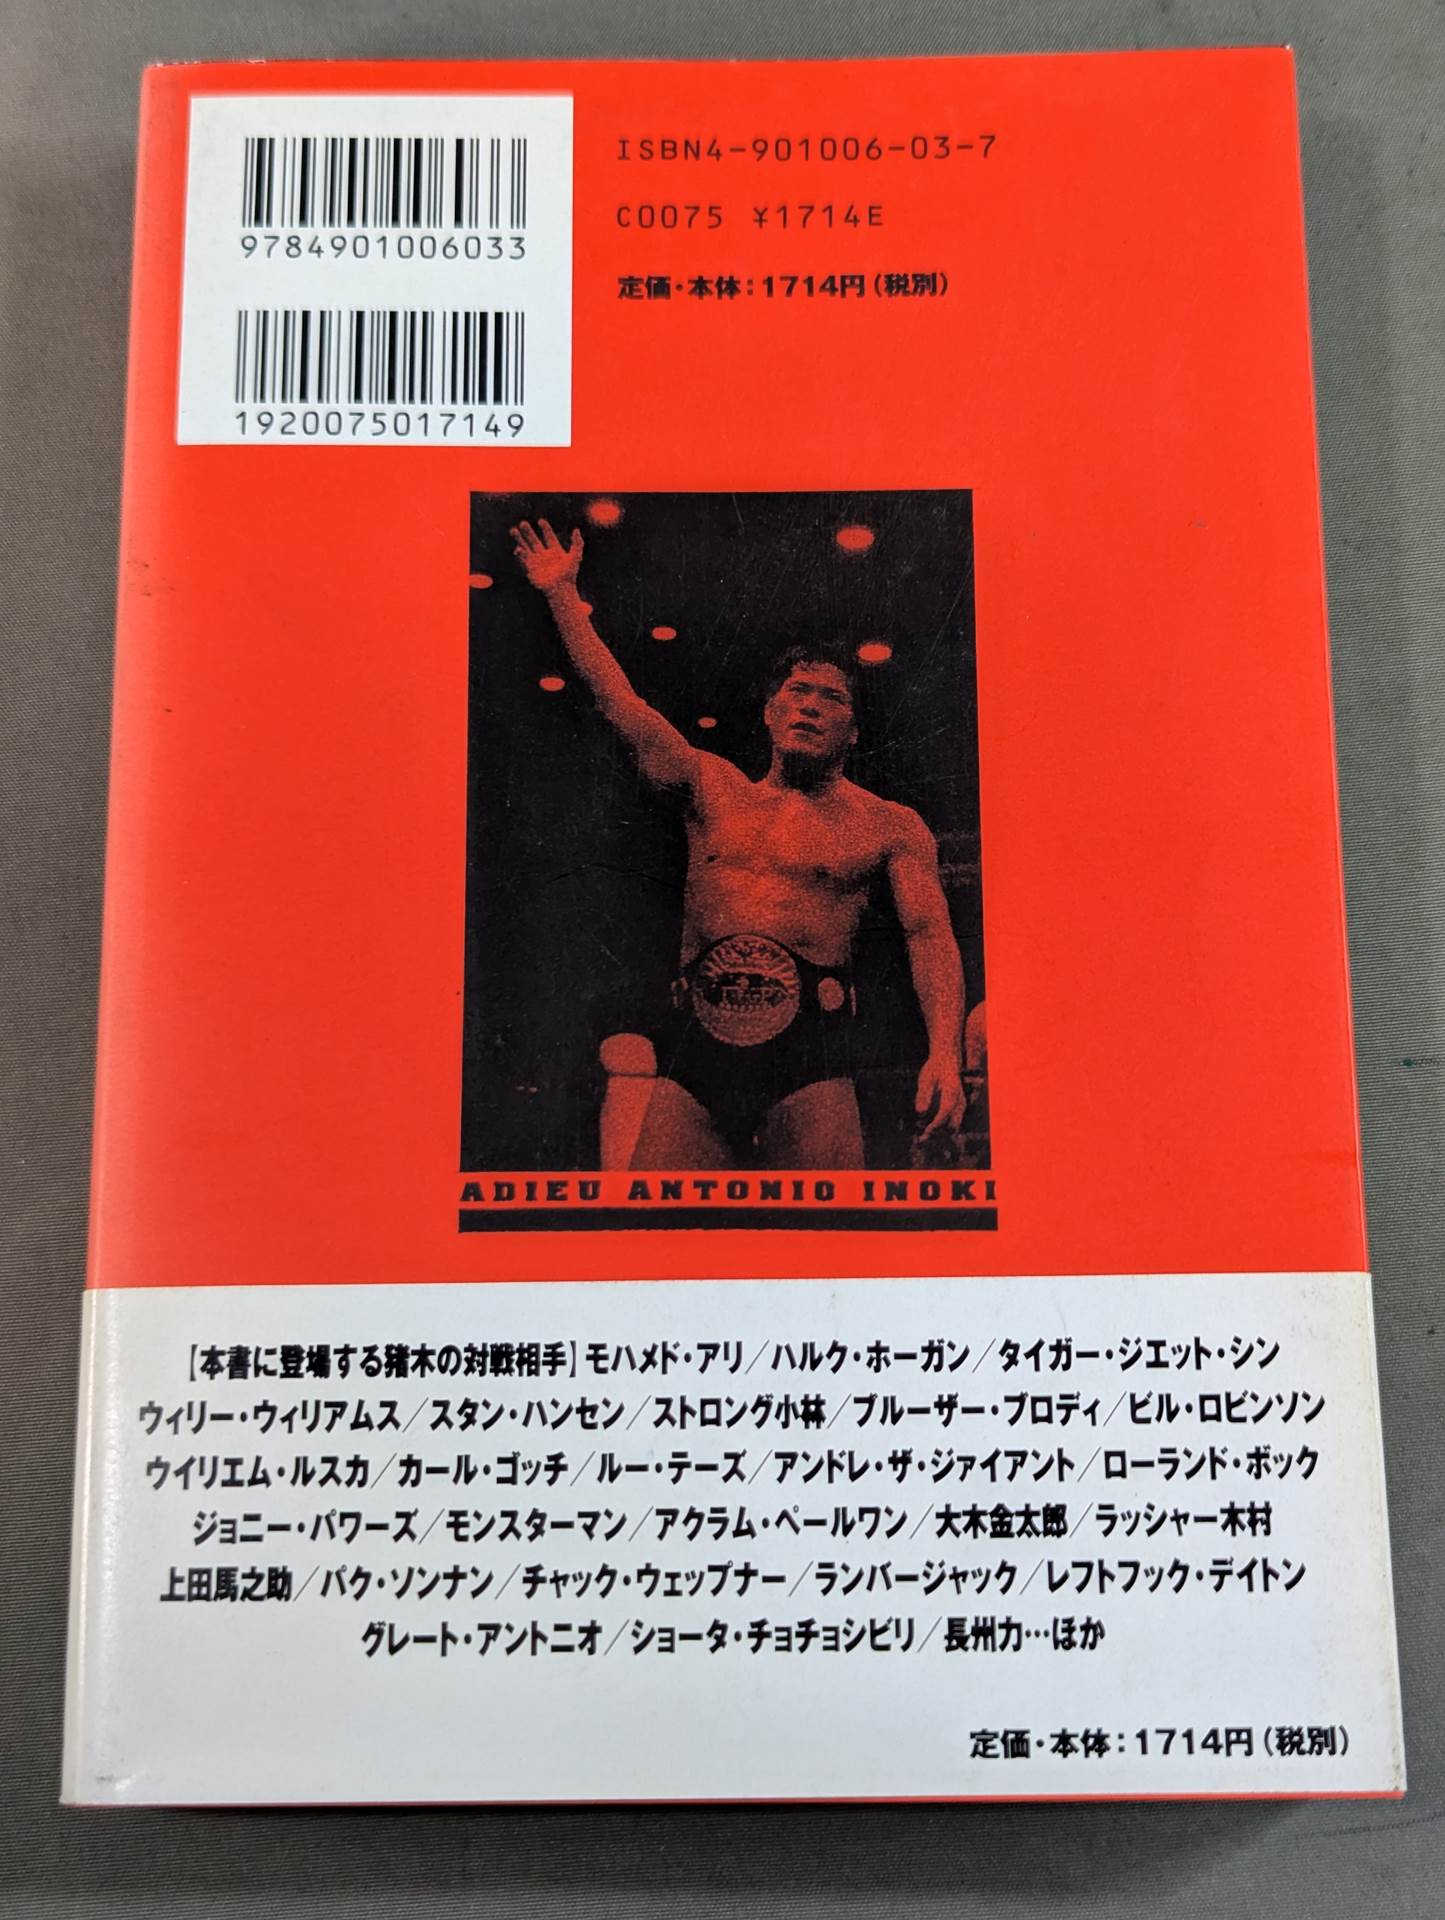 9784901006033
1920075017149
ISBN4-901006-03-7
C0075 ¥1714E
定価・本体：1714円（税別）
ADIEU ANTONIO INOKI
【本書に登場する猪木の対戦相手】モハメド・アリ／ハルク・ホーガン／タイガー・ジエット・シン
ウィリー・ウィリアムス／スタン・ハンセン／ストロング小林／ブルーザー・ブロディ／ビル・ロビンソン
ウイリエム・ルスカ／カール・ゴッチ／ルー・テーズ／アンドレ・ザ・ジァイアント／ローランド・ボック
ジョニー・パワーズ／モンスターマン／アクラム・ペールワン／大木金太郎／ラッシャー木村
上田馬之助／パク・ソンナン／チャック・ウェップナー／ランバージャック／レフトフック・デイトン
グレート・アントニオ／ショータ・チョチョシビリ／長州力…ほか
定価・本体：1714円（税別）